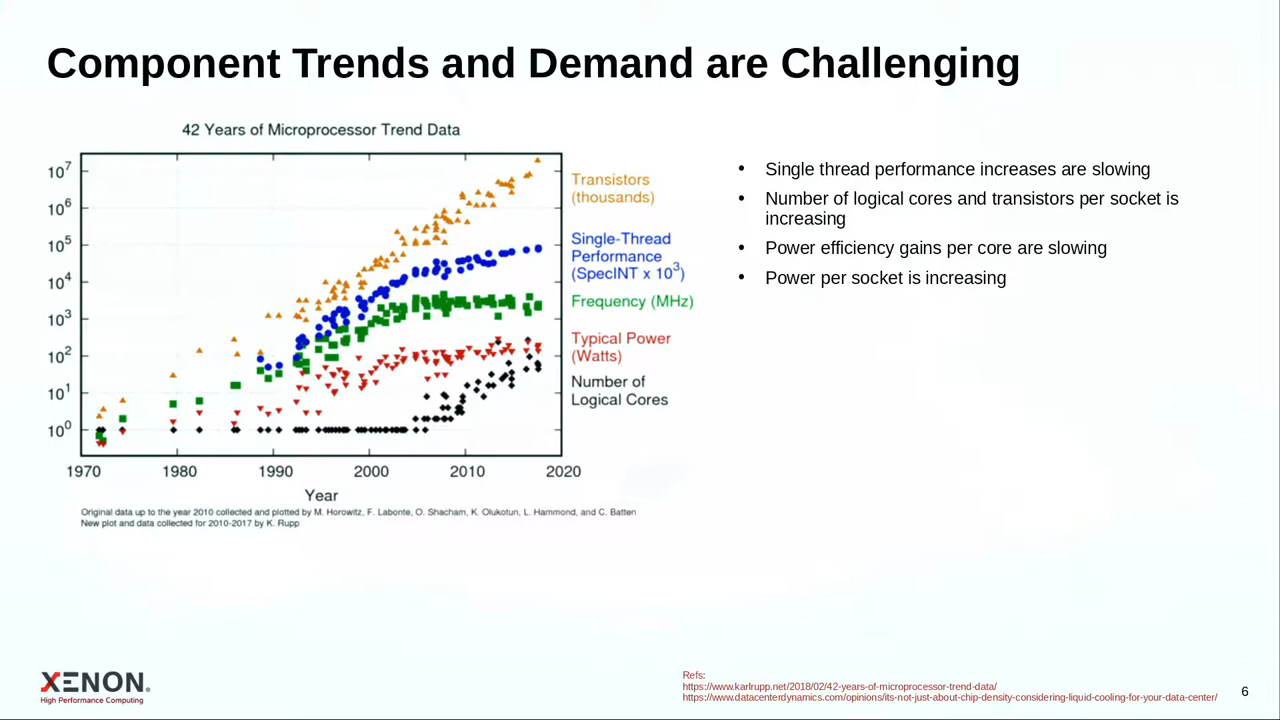 Component Trends and Demand are Challenging
42 Years of Microprocessor Trend Data
10^7
10^6
10^5
10^4
10^3
10^2
10^1
10^0
1970 1980 1990 2000 2010 2020
Year
Transistors
(thousands)
Single-Thread
Performance
(SpecINT x 10^3)
Frequency (MHz)
Typical Power
(Watts)
Number of
Logical Cores
Original data up to the year 2010 collected and plotted by M. Horowitz, F. Labonte, O. Shacham, K. Olukotun, L. Hammond, and C. Batten
New plot and data collected for 2010-2017 by K. Rupp
• Single thread performance increases are slowing
• Number of logical cores and transistors per socket is
increasing
• Power efficiency gains per core are slowing
• Power per socket is increasing
XENON.
High Performance Computing
Refs:
https://www.karlrupp.net/2018/02/42-years-of-microprocessor-trend-data/
https://www.datacenterdynamics.com/opinions/its-not-just-about-chip-density-considering-liquid-cooling-for-your-data-center/
6